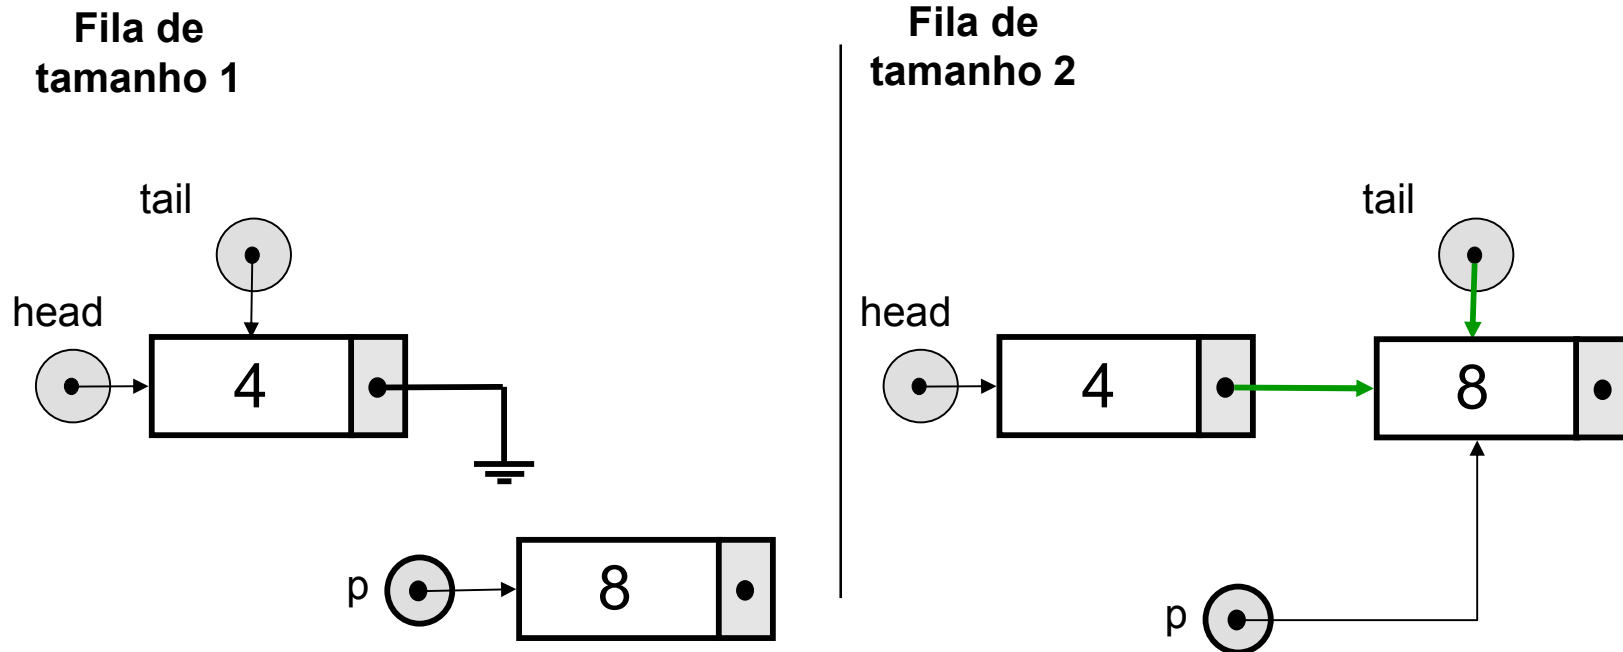 Fila de
tamanho 1
tail
head
4
p
8
Fila de
tamanho 2
tail
head
4
8
p